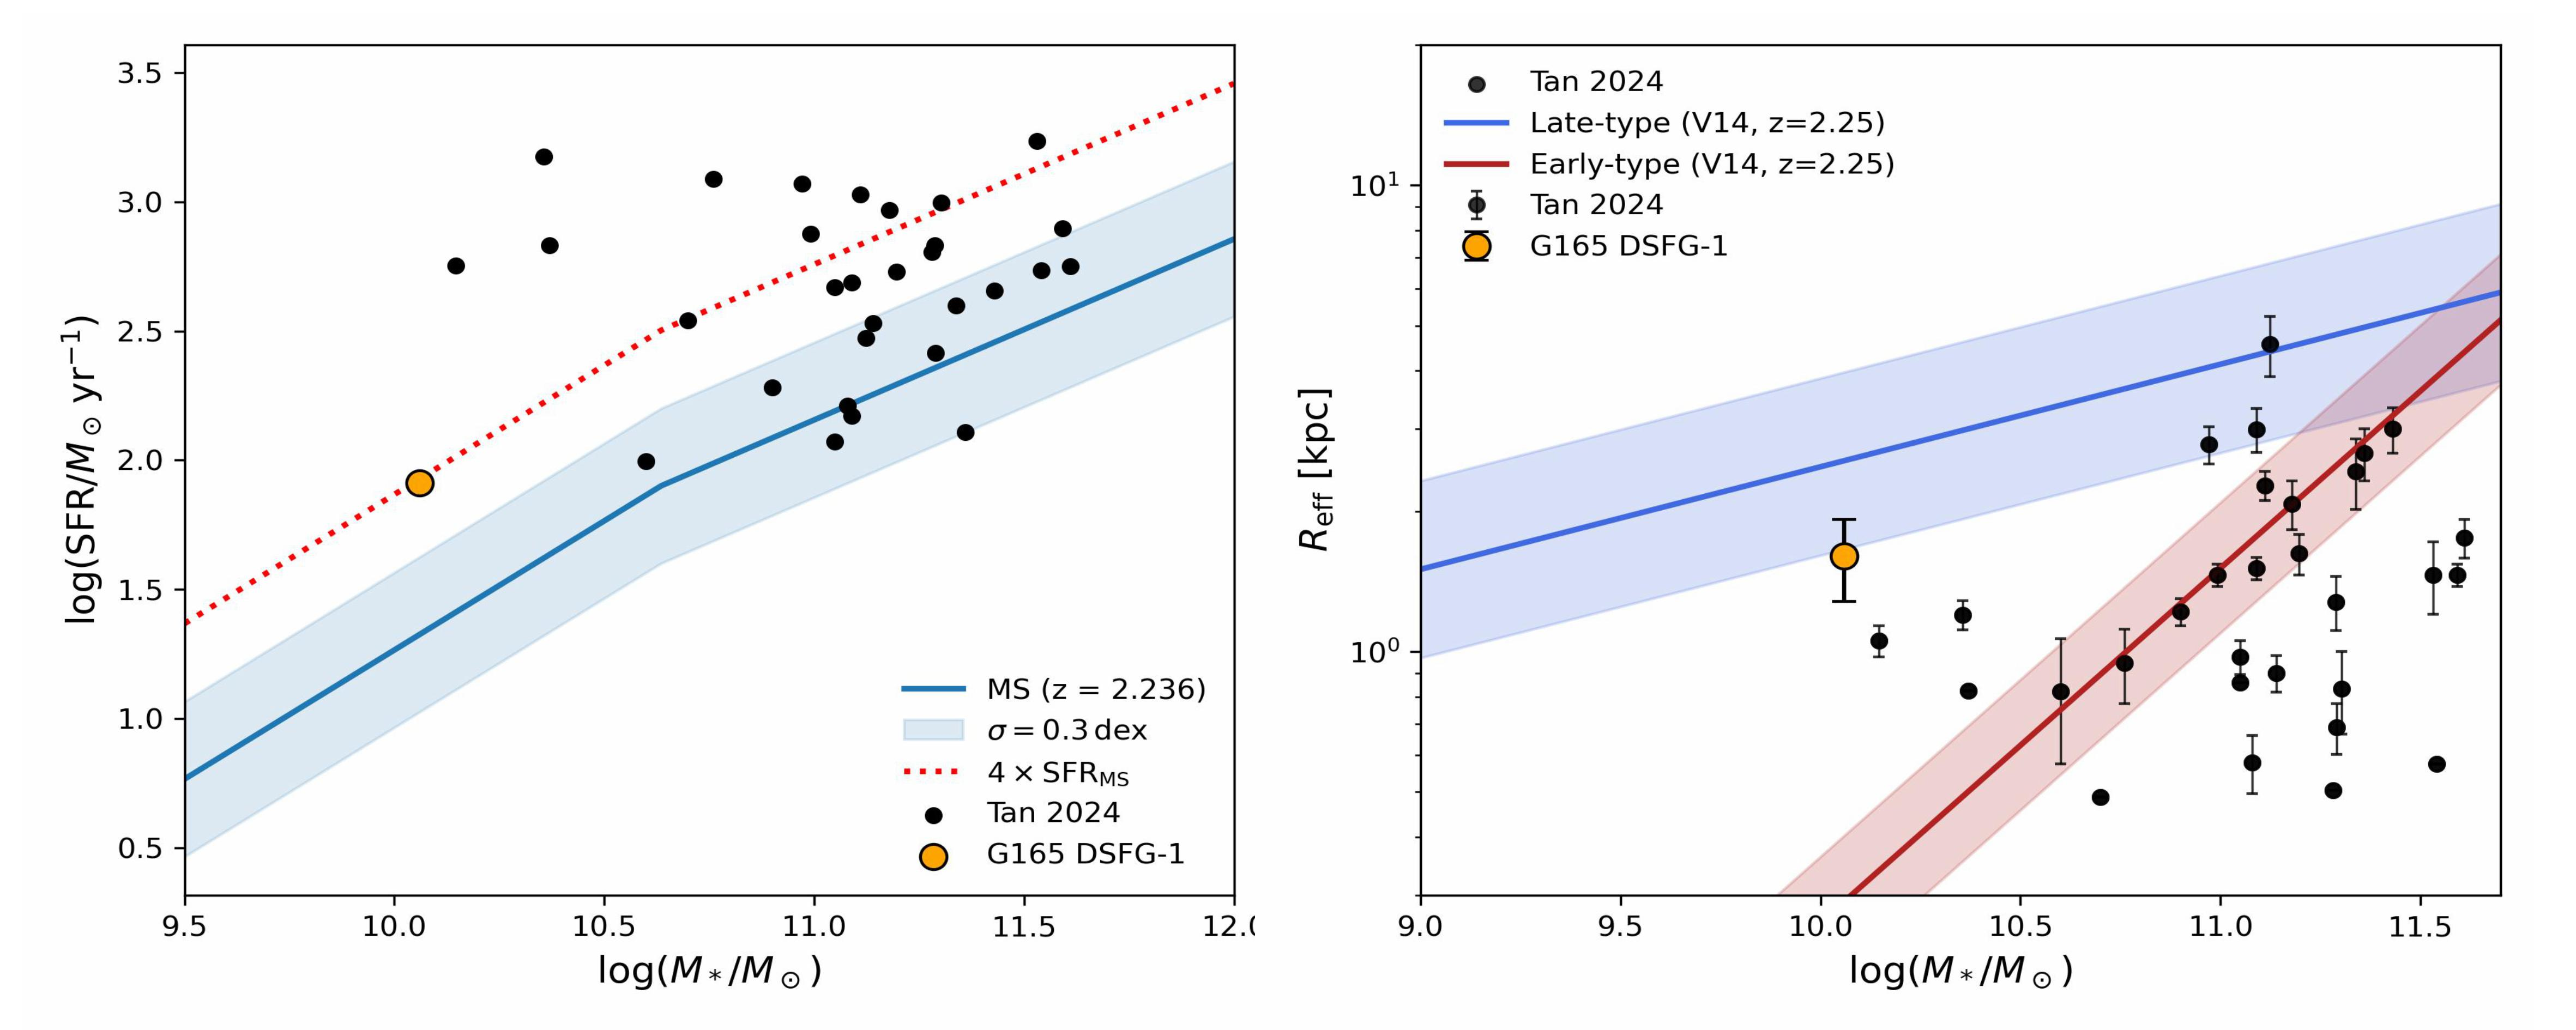 3.5
3.0
2.5
2.0
1.5
1.0
0.5
log(SFR/M⊙ yr⁻¹)
MS (z = 2.236)
σ = 0.3 dex
4 × SFR_MS
Tan 2024
G165 DSFG-1
9.5 10.0 10.5 11.0 11.5 12.0
log(M*/M⊙)
Tan 2024
Late-type (V14, z=2.25)
Early-type (V14, z=2.25)
Tan 2024
G165 DSFG-1
10¹
10⁰
R_eff [kpc]
9.0 9.5 10.0 10.5 11.0 11.5
log(M*/M⊙)